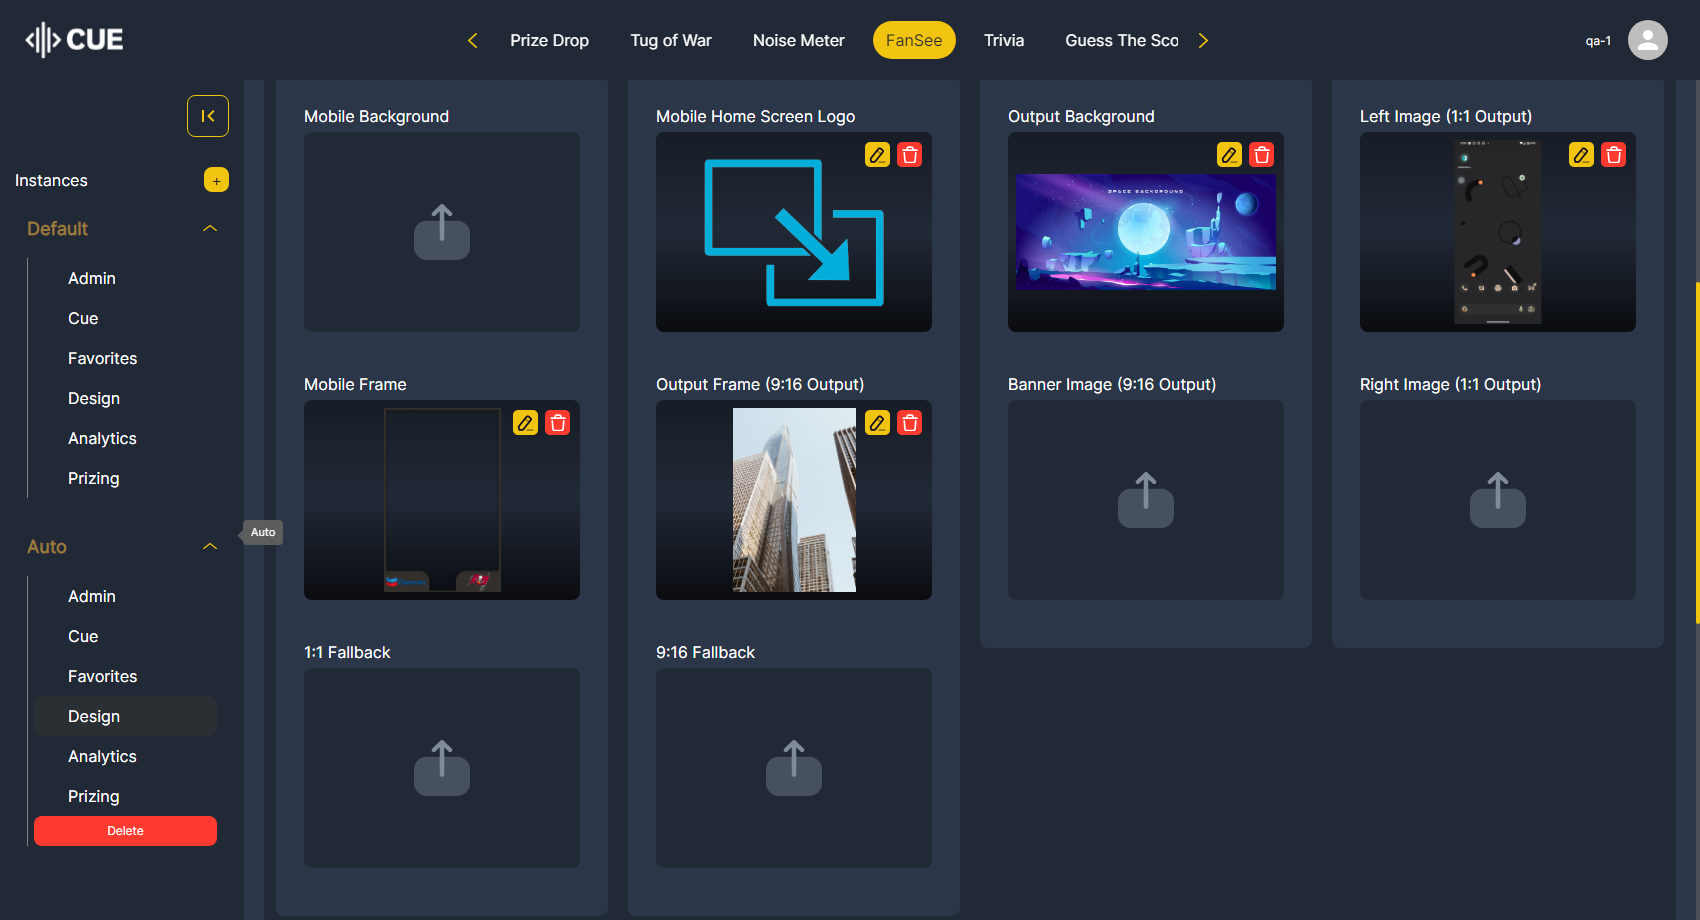 CUE
Prize Drop
Tug of War
Noise Meter
FanSee
Trivia
Guess The Sco
qa-1
Instances
+
Default
Admin
Cue
Favorites
Design
Analytics
Prizing
Auto
Auto
Admin
Cue
Favorites
Design
Analytics
Prizing
Delete
Mobile Background
Mobile Home Screen Logo
Output Background
SPACE BACKGROUND
Left Image (1:1 Output)
Mobile Frame
Output Frame (9:16 Output)
Banner Image (9:16 Output)
Right Image (1:1 Output)
1:1 Fallback
9:16 Fallback